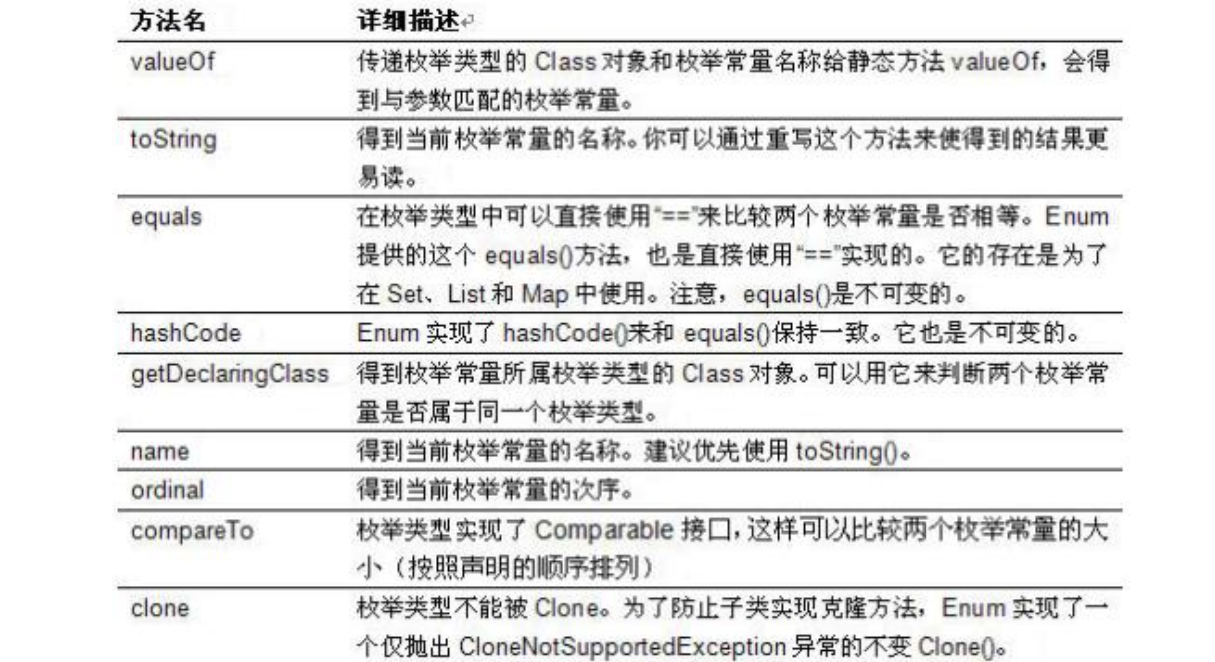 方法名 详细描述
valueOf 传递枚举类型的 Class 对象和枚举常量名称给静态方法 valueOf，会得
到与参数匹配的枚举常量。
toString 得到当前枚举常量的名称。你可以通过重写这个方法来使得到的结果更
易读。
equals 在枚举类型中可以直接使用“==”来比较两个枚举常量是否相等。Enum
提供的这个 equals()方法，也是直接使用“==”实现的。它的存在是为了
在 Set、List 和 Map 中使用。注意，equals()是不可变的。
hashCode Enum 实现了 hashCode()来和 equals()保持一致。它也是不可变的。
getDeclaringClass 得到枚举常量所属枚举类型的 Class 对象。可以用它来判断两个枚举常
量是否属于同一个枚举类型。
name 得到当前枚举常量的名称。建议优先使用 toString()。
ordinal 得到当前枚举常量的次序。
compareTo 枚举类型实现了 Comparable 接口，这样可以比较两个枚举常量的大
小（按照声明的顺序排列）
clone 枚举类型不能被 Clone。为了防止子类实现克隆方法，Enum 实现了一
个仅抛出 CloneNotSupportedException 异常的不变 Clone()。